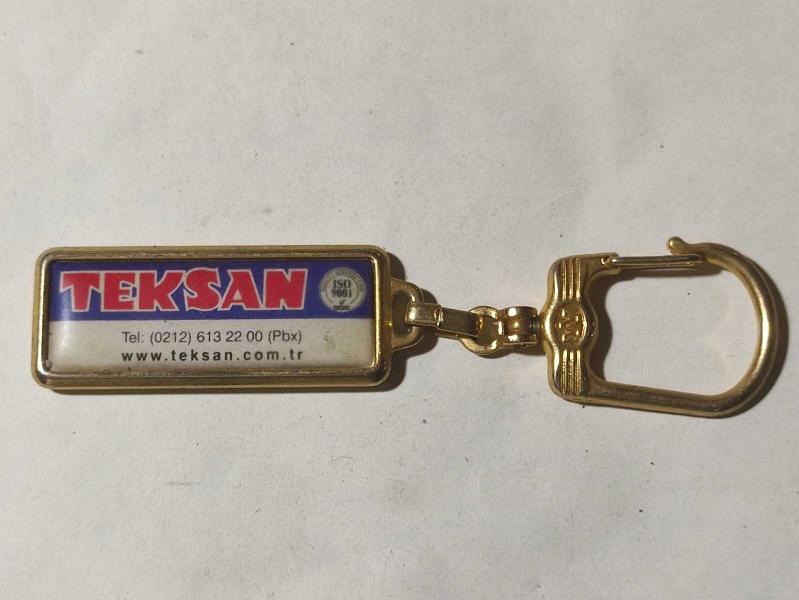 TEKSAN
ISO
9001
Tel: (0212) 613 22 00 (Pbx)
www.teksan.com.tr